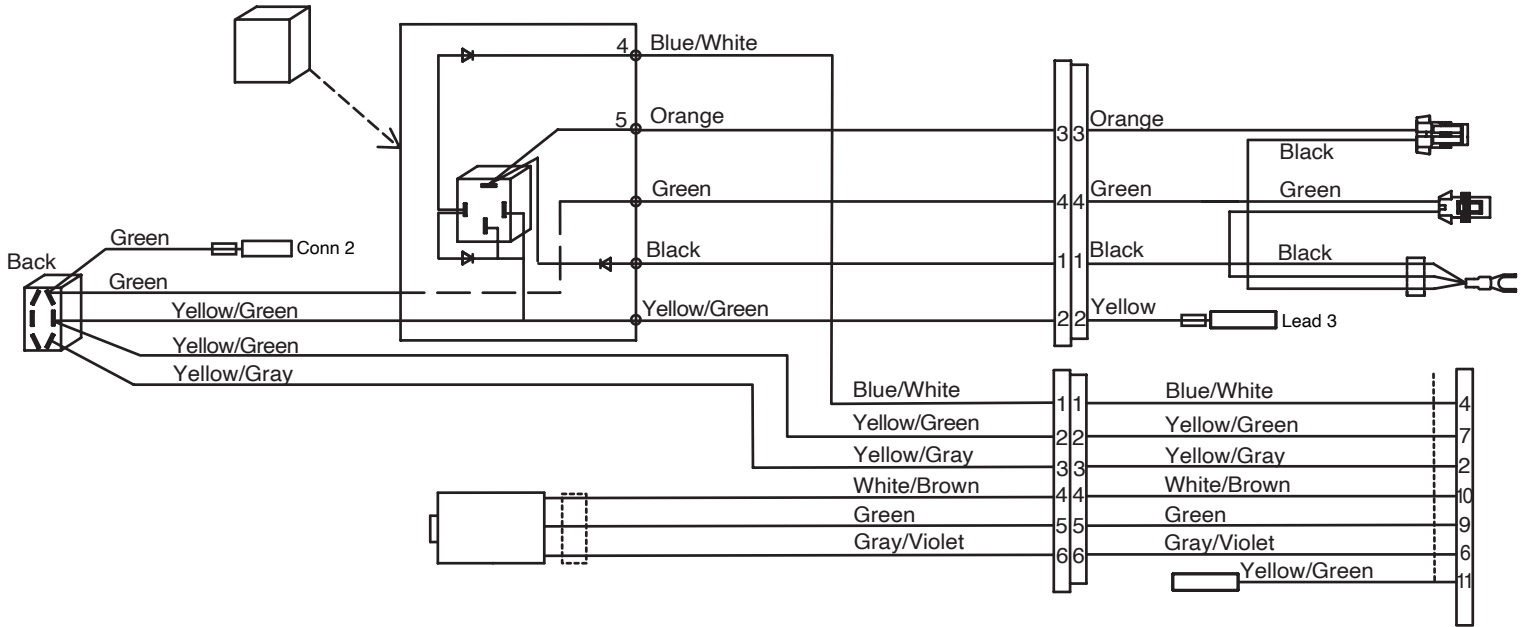 4 Blue/White
5 Orange
3 3 Orange
Black
Green
4 4 Green
Green
Green
Conn 2
Back
Black
1 1 Black
Black
Green
Yellow/Green
Yellow/Green
2 2 Yellow
Lead 3
Yellow/Green
Yellow/Gray
Blue/White
1 1
Blue/White
4
Yellow/Green
2 2
Yellow/Green
7
Yellow/Gray
3 3
Yellow/Gray
2
White/Brown
4 4
White/Brown
10
Green
5 5
Green
9
Gray/Violet
6 6
Gray/Violet
6
Yellow/Green
11